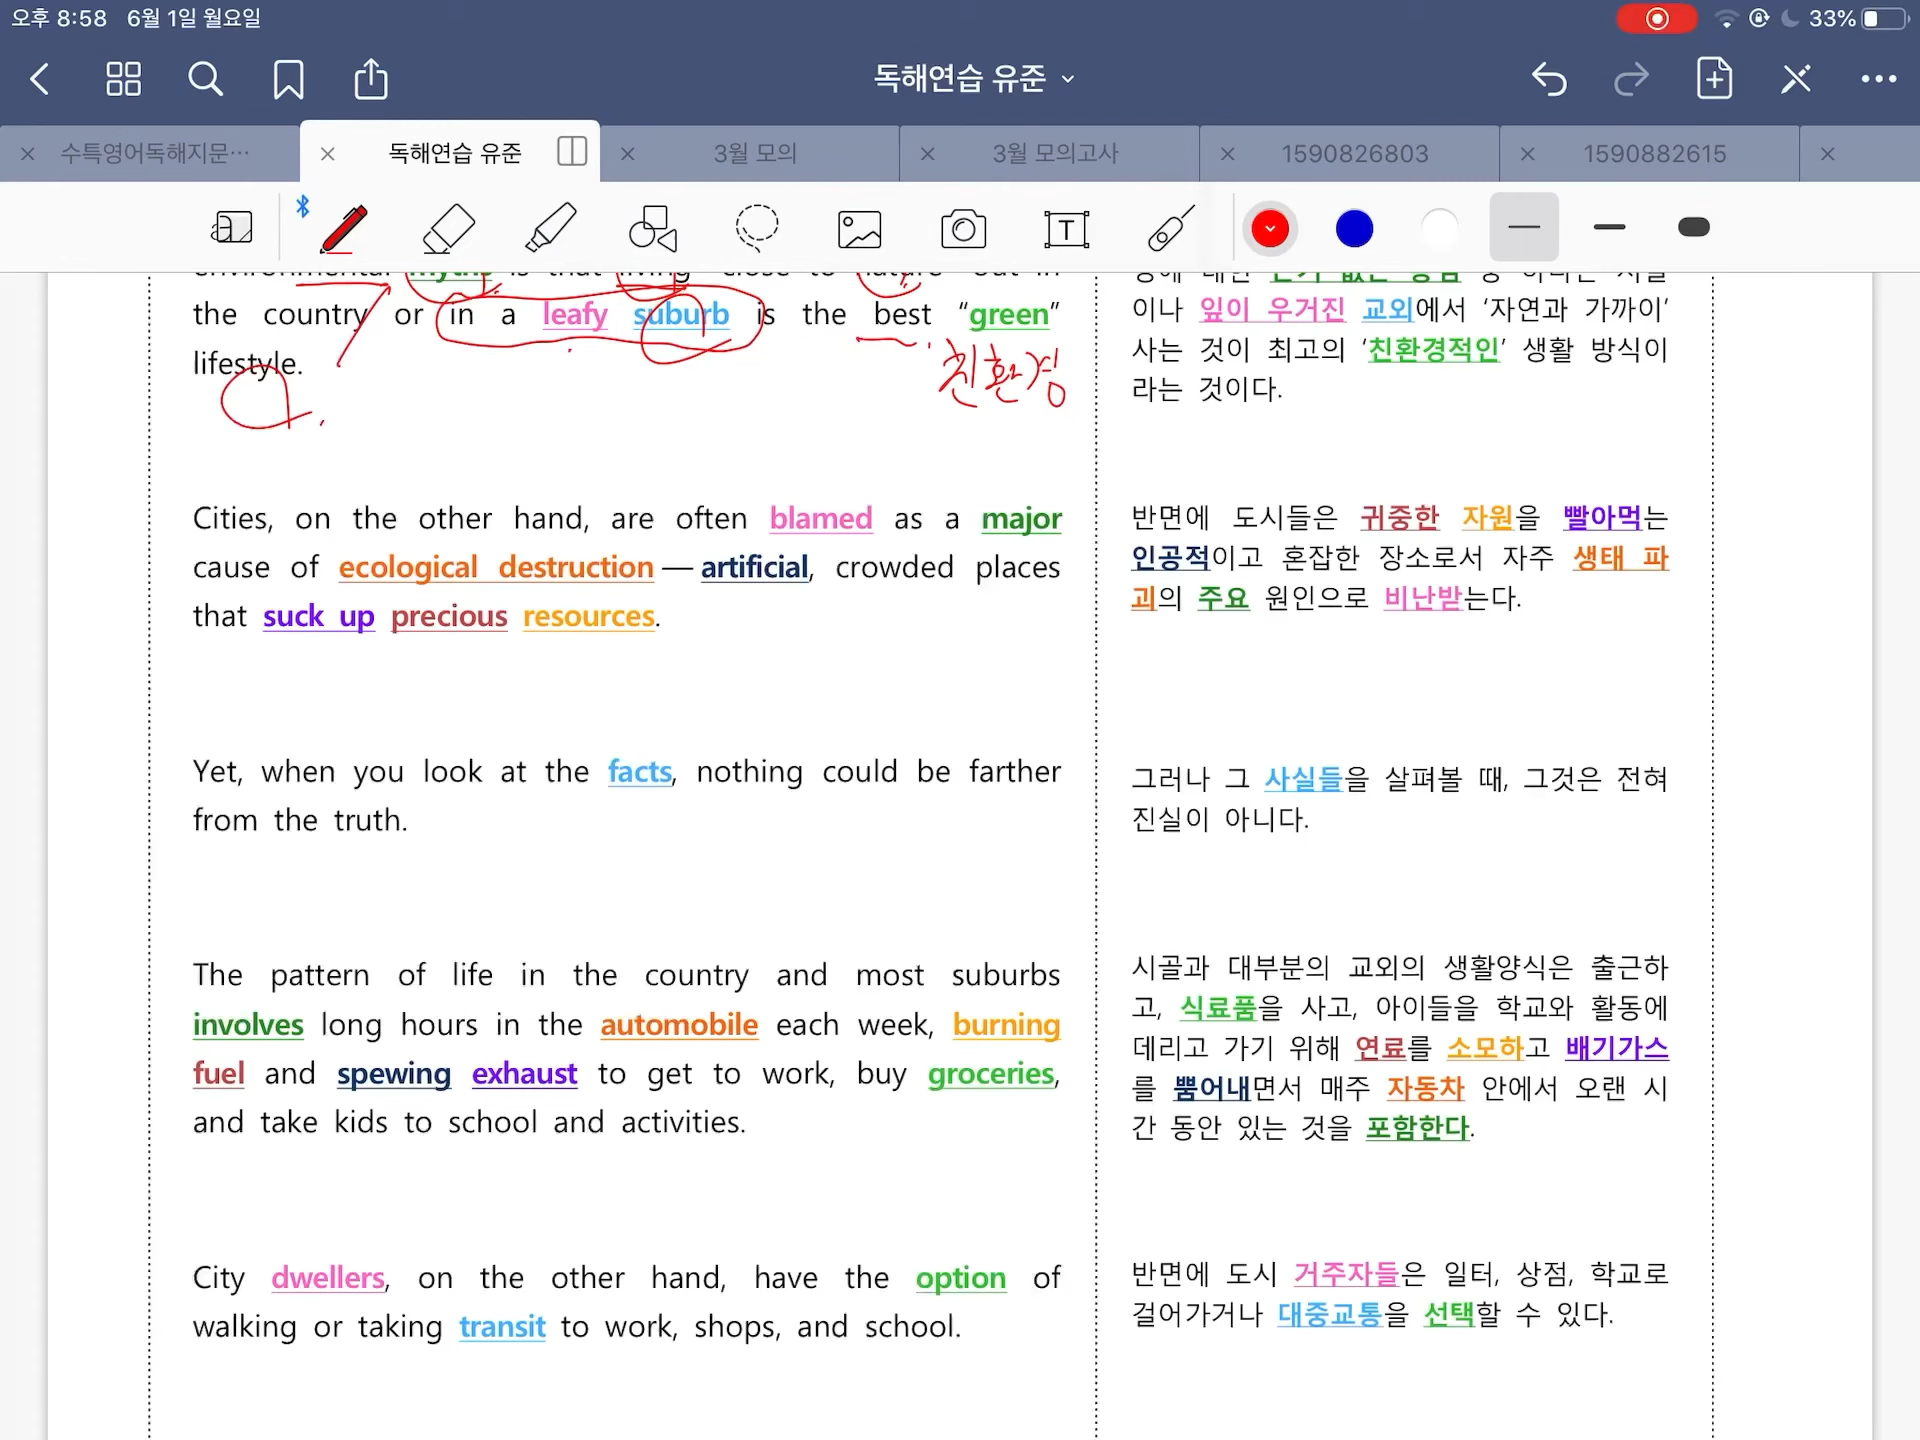 오후 8:58 6월 1일 월요일
33%
독해연습 유준
수특영어독해지문…
독해연습 유준
3월 모의
3월 모의고사
1590826803
1590882615
environmental myths is that living "close to nature" out in
the country or in a leafy suburb is the best “green”
lifestyle.
친환경
이나 잎이 우거진 교외에서 ‘자연과 가까이’
사는 것이 최고의 ‘친환경적인’ 생활 방식이
라는 것이다.
Cities, on the other hand, are often blamed as a major
cause of ecological destruction — artificial, crowded places
that suck up precious resources.
반면에 도시들은 귀중한 자원을 빨아먹는
인공적이고 혼잡한 장소로서 자주 생태 파
괴의 주요 원인으로 비난받는다.
Yet, when you look at the facts, nothing could be farther
from the truth.
그러나 그 사실들을 살펴볼 때, 그것은 전혀
진실이 아니다.
The pattern of life in the country and most suburbs
involves long hours in the automobile each week, burning
fuel and spewing exhaust to get to work, buy groceries,
and take kids to school and activities.
시골과 대부분의 교외의 생활양식은 출근하
고, 식료품을 사고, 아이들을 학교와 활동에
데리고 가기 위해 연료를 소모하고 배기가스
를 뿜어내면서 매주 자동차 안에서 오랜 시
간 동안 있는 것을 포함한다.
City dwellers, on the other hand, have the option of
walking or taking transit to work, shops, and school.
반면에 도시 거주자들은 일터, 상점, 학교로
걸어가거나 대중교통을 선택할 수 있다.